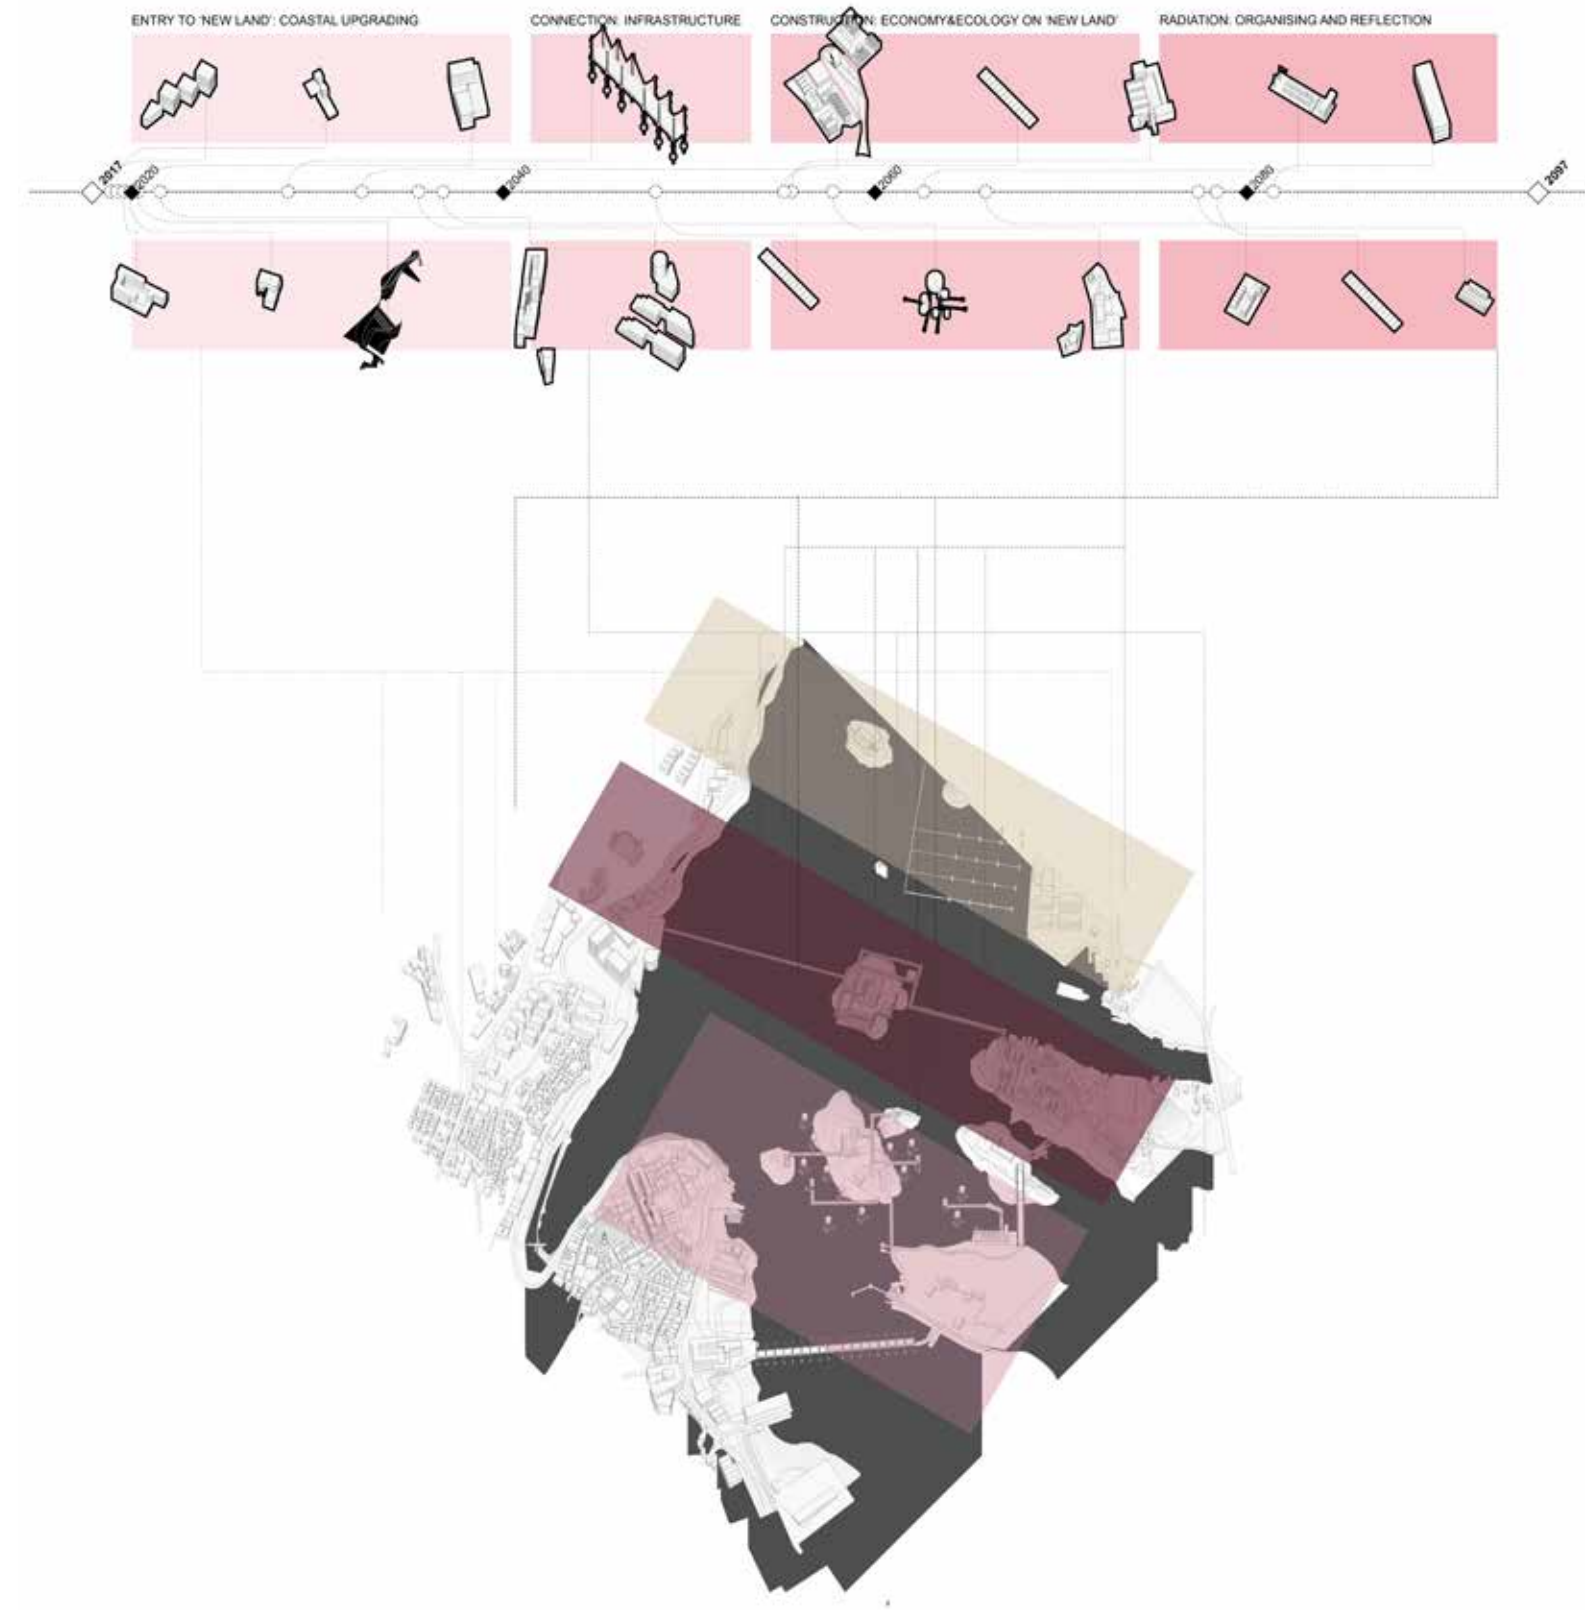 ENTRY TO 'NEW LAND': COASTAL UPGRADING
CONNECTION: INFRASTRUCTURE
CONSTRUCTION: ECONOMY&ECOLOGY ON 'NEW LAND'
RADIATION: ORGANISING AND REFLECTION
2017
2020
2040
2060
2080
2097